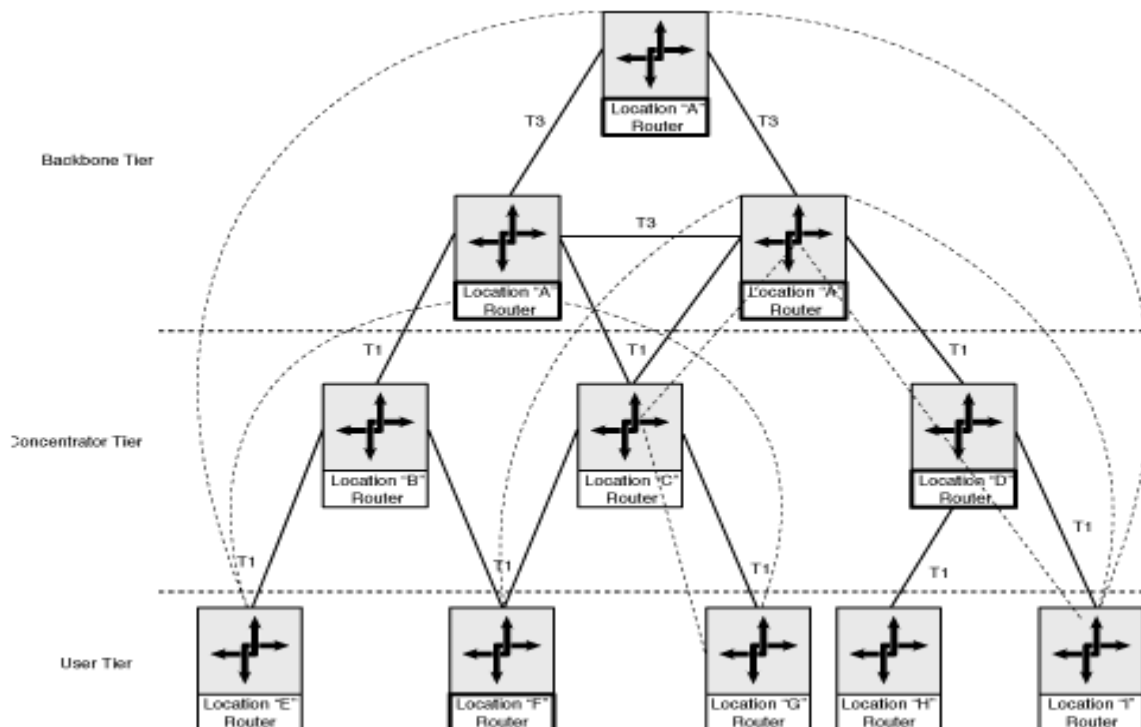 Location "A"
Router
T3
T3
Backbone Tier
T3
Location "A"
Router
Location "A"
Router
T1
T1
T1
Concentrator Tier
Location "B"
Router
Location "C"
Router
Location "D"
Router
T1
T1
T1
T1
T1
User Tier
Location "E"
Router
Location "F"
Router
Location "G"
Router
Location "H"
Router
Location "I"
Router